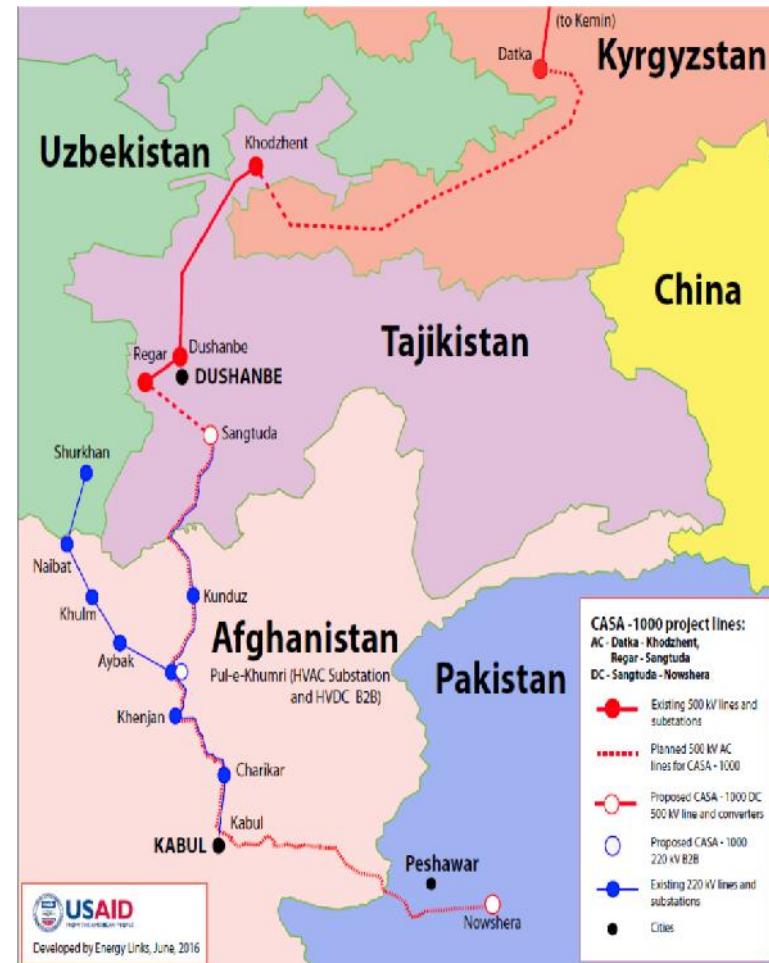 (to Kemin)
Datka
Kyrgyzstan
Uzbekistan
Khodzhent
China
Tajikistan
Regar
Dushanbe
DUSHANBE
Sangtuda
Shurkhan
Naibat
Kunduz
Khulm
Afghanistan
Aybak
Pul-e-Khumri (HVAC Substation
and HVDC B2B)
Pakistan
Khenjan
Charikar
Kabul
KABUL
Peshawar
Nowshera
CASA -1000 project lines:
AC - Datka - Khodzhent,
Regar - Sangtuda
DC - Sangtuda - Nowshera
Existing 500 kV lines and
substations
Planned 500 kV AC
lines for CASA - 1000
Proposed CASA - 1000 DC
500 kV line and converters
Proposed CASA - 1000
220 kV B2B
Existing 220 kV lines and
substations
Cities
USAID
FROM THE AMERICAN PEOPLE
Developed by Energy Links, June, 2016